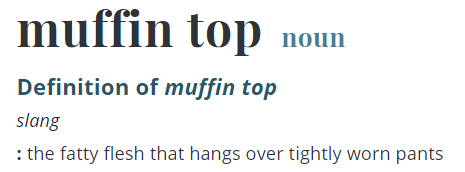 muffin top noun
Definition of muffin top
slang
: the fatty flesh that hangs over tightly worn pants